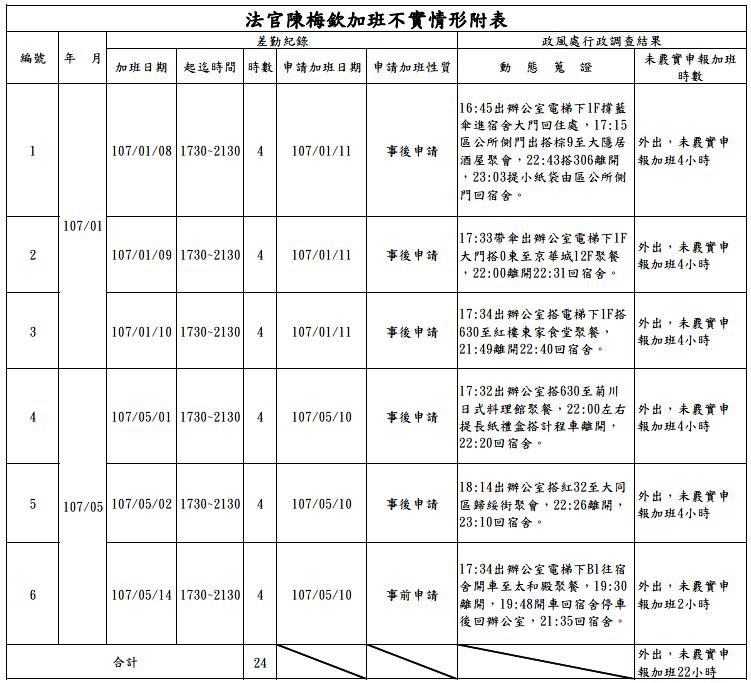 法官陳梅欽加班不實情形附表
編號
年 月
差勤紀錄
政風處行政調查結果
加班日期
起迄時間
時數
申請加班日期
申請加班性質
動 態 蒐 證
未覈實申報加班
時數
1
107/01
107/01/08
1730~2130
4
107/01/11
事後申請
16:45出辦公室電梯下1F撐藍
傘進宿舍大門回住處，17:15
區公所側門出搭棕9至大隱居
酒屋聚會，22:43搭306離開
，23:03提小紙袋由區公所側
門回宿舍。
外出，未覈實申
報加班4小時
2
107/01/09
1730~2130
4
107/01/11
事後申請
17:33帶傘出辦公室電梯下1F
大門搭0東至京華城12F聚餐
，22:00離開22:31回宿舍。
外出，未覈實申
報加班4小時
3
107/01/10
1730~2130
4
107/01/11
事後申請
17:34出辦公室搭電梯下1F搭
630至紅樓東家食堂聚餐，
21:49離開22:40回宿舍。
外出，未覈實申
報加班4小時
4
107/05
107/05/01
1730~2130
4
107/05/10
事後申請
17:32出辦公室搭630至菊川
日式料理館聚餐，22:00左右
提長紙禮盒搭計程車離開，
22:20回宿舍。
外出，未覈實申
報加班4小時
5
107/05/02
1730~2130
4
107/05/10
事後申請
18:14出辦公室搭紅32至大同
區歸綏街聚會，22:26離開，
23:10回宿舍。
外出，未覈實申
報加班4小時
6
107/05/14
1730~2130
4
107/05/10
事前申請
17:34出辦公室電梯下B1往宿
舍開車至太和殿聚餐，19:30
離開，19:48開車回宿舍停車
後回辦公室，21:35回宿舍。
外出，未覈實申
報加班2小時
合計
24
外出，未覈實申
報加班22小時